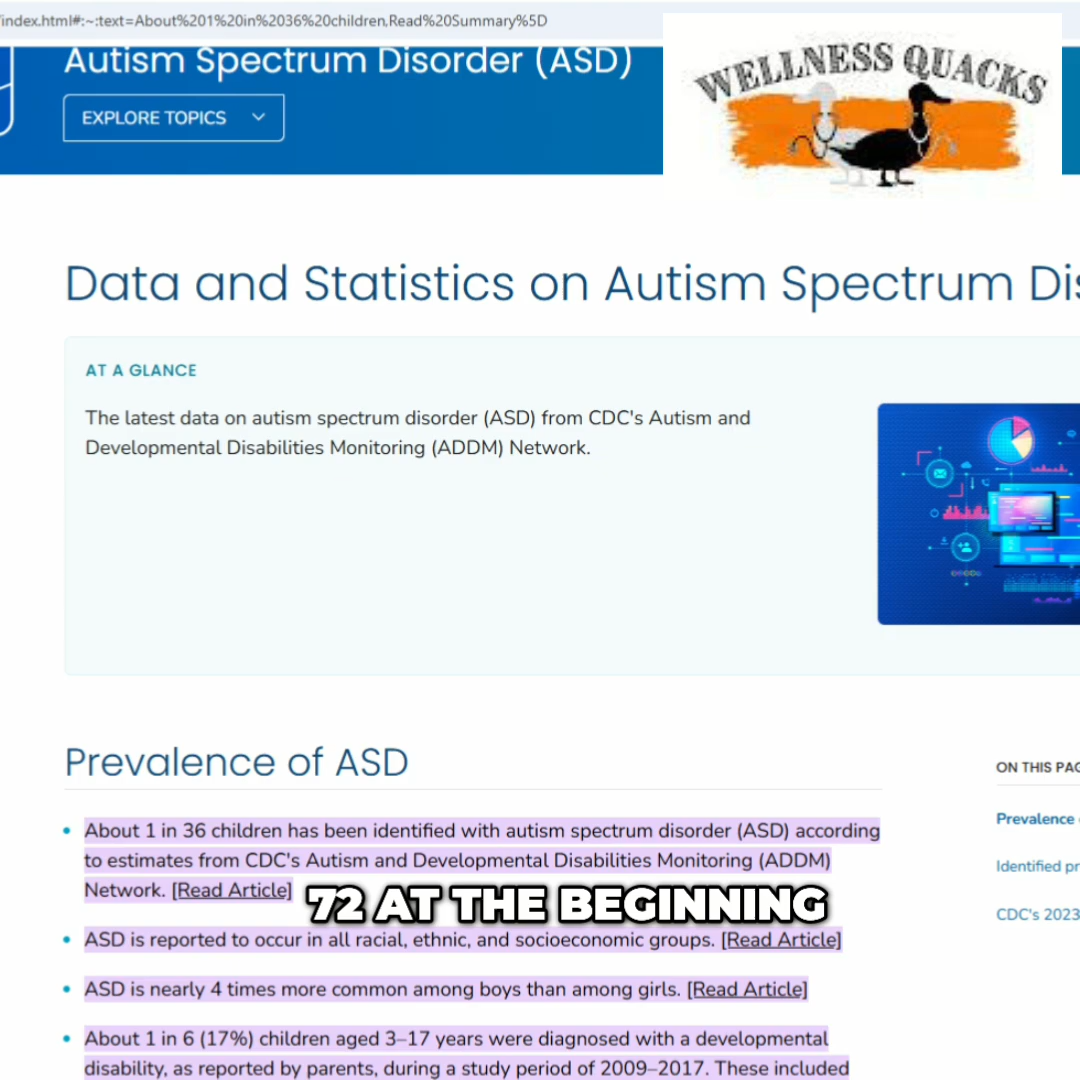 /index.html#:~:text=About%201%20in%2036%20children,Read%20Summary%5D
Autism Spectrum Disorder (ASD)
EXPLORE TOPICS
WELLNESS QUACKS
Data and Statistics on Autism Spectrum Dis
AT A GLANCE
The latest data on autism spectrum disorder (ASD) from CDC's Autism and
Developmental Disabilities Monitoring (ADDM) Network.
Prevalence of ASD
About 1 in 36 children has been identified with autism spectrum disorder (ASD) according
to estimates from CDC's Autism and Developmental Disabilities Monitoring (ADDM)
Network. [Read Article]
72 AT THE BEGINNING
ASD is reported to occur in all racial, ethnic, and socioeconomic groups. [Read Article]
ASD is nearly 4 times more common among boys than among girls. [Read Article]
About 1 in 6 (17%) children aged 3–17 years were diagnosed with a developmental
disability, as reported by parents, during a study period of 2009–2017. These included
ON THIS PAG
Prevalence
Identified pr
CDC's 2023